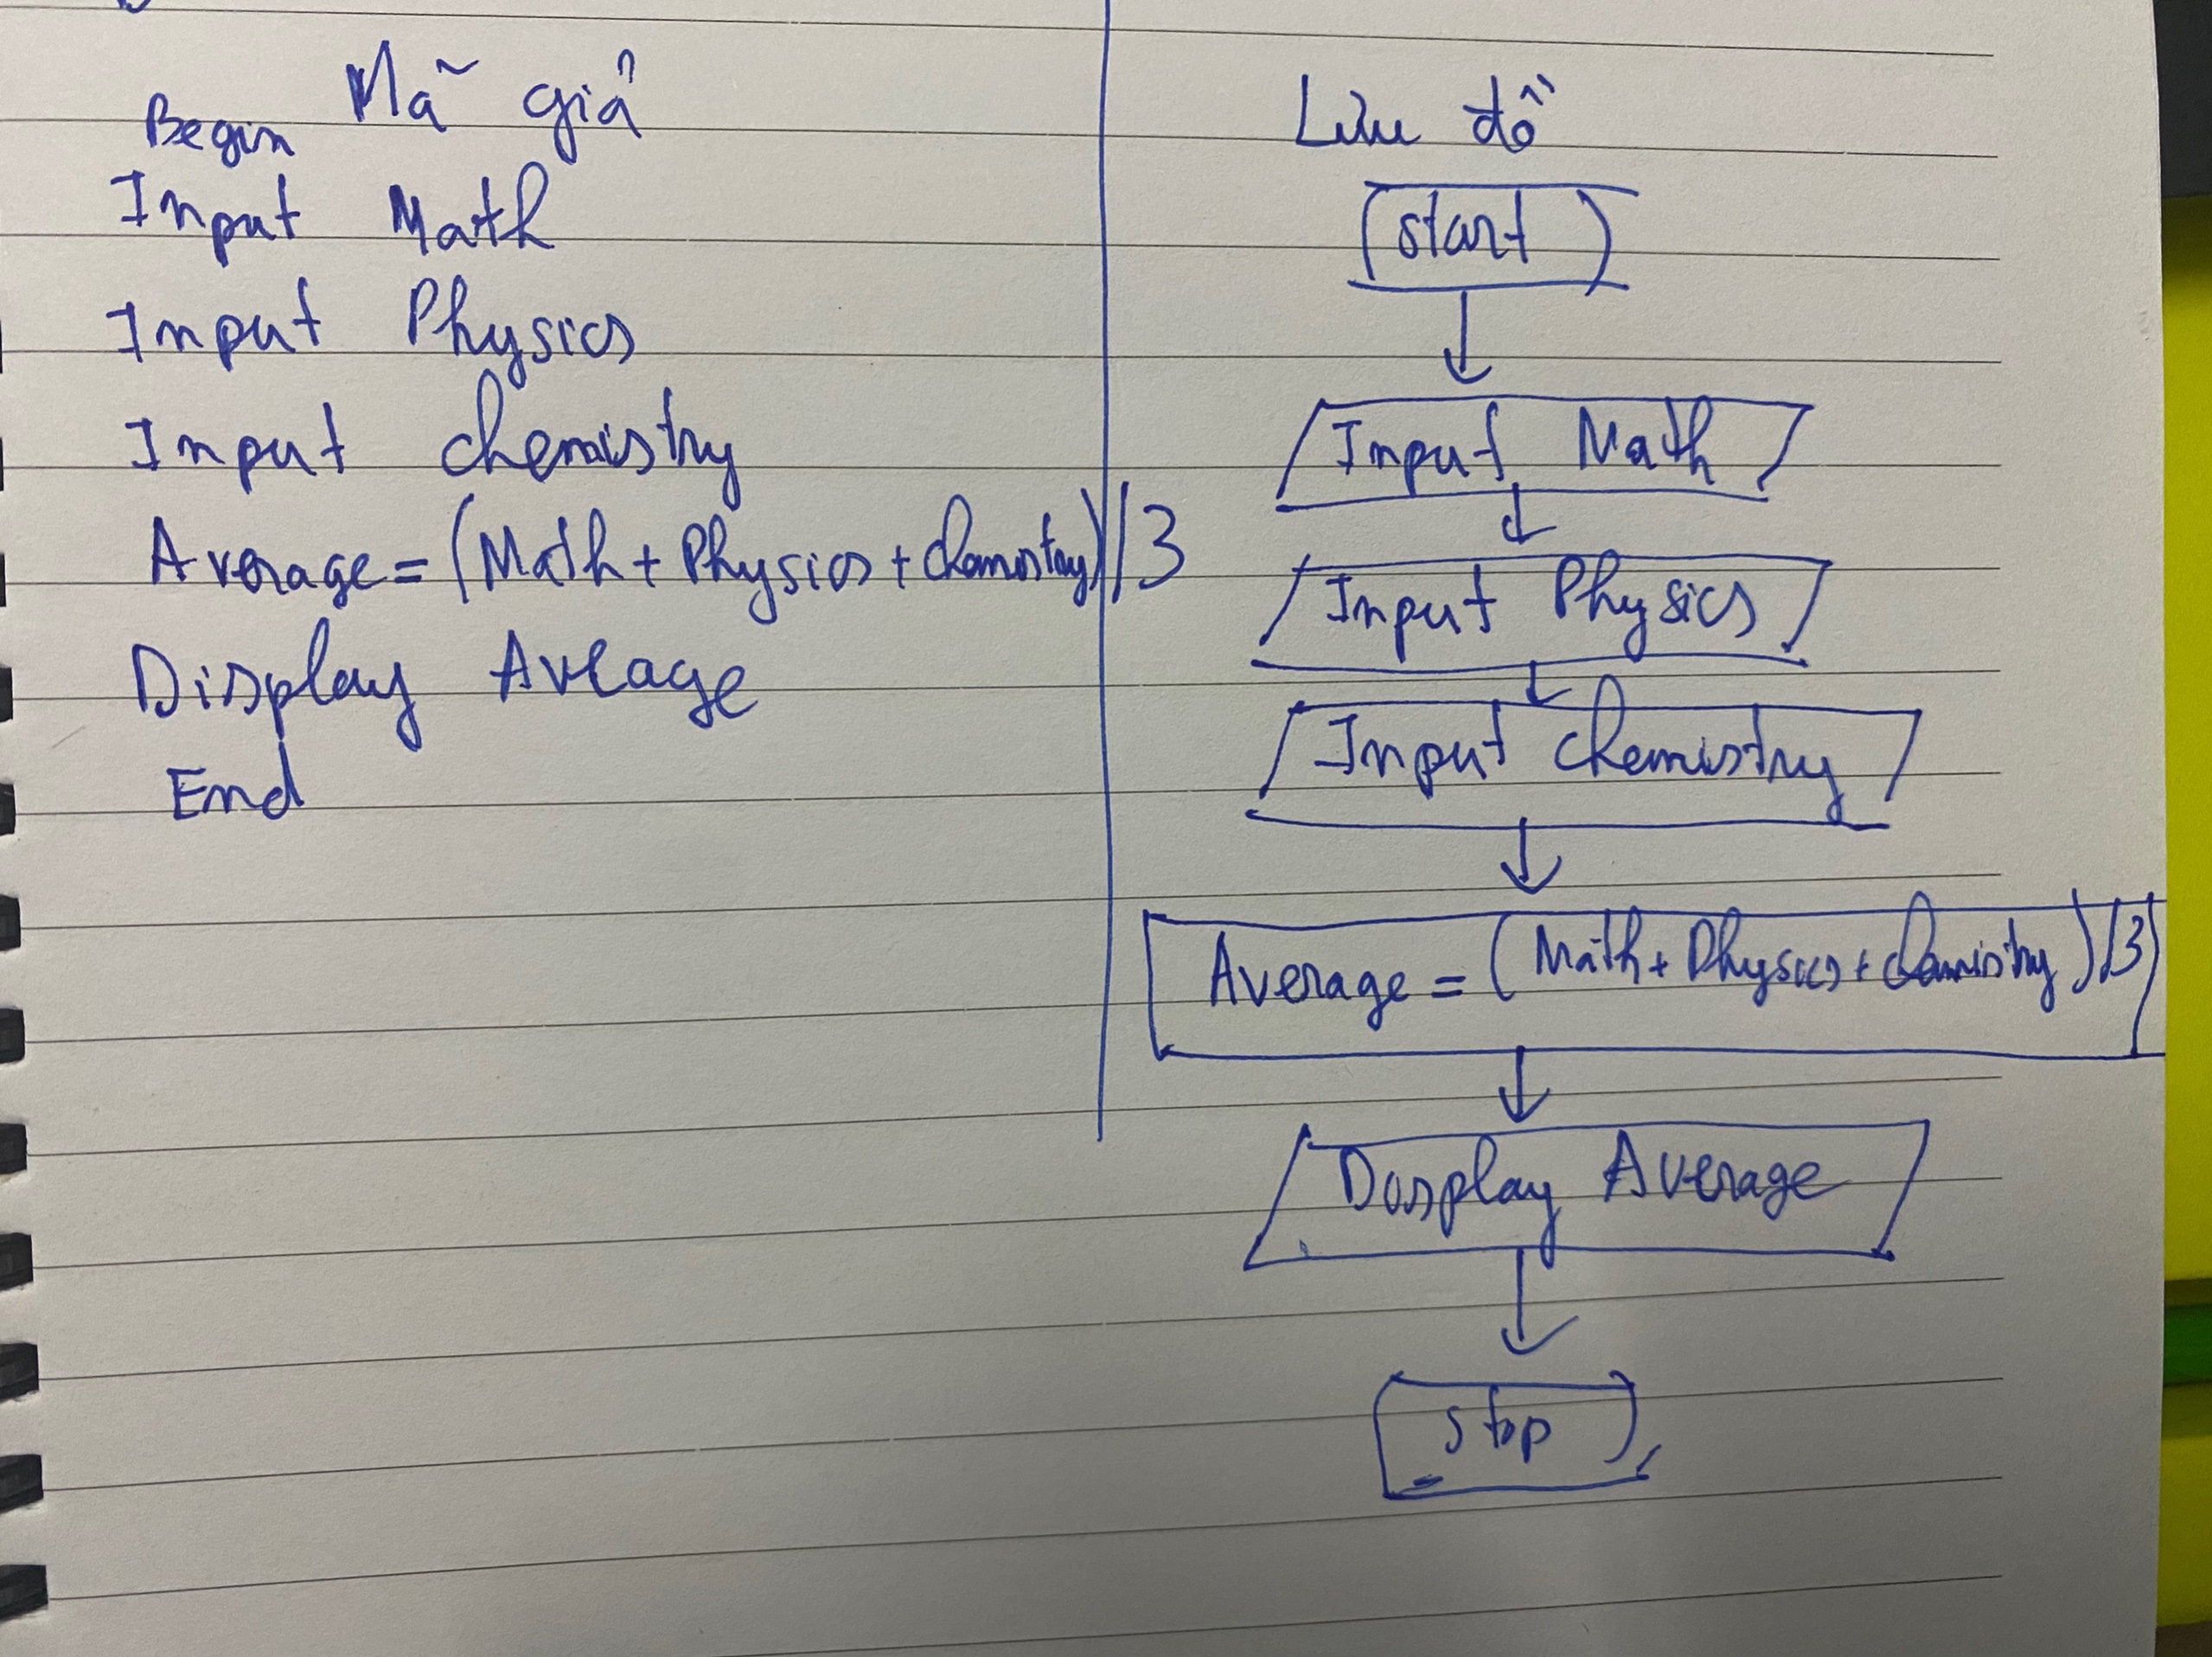 Mã giả
Begin
Input Math
Input Physics
Input chemistry
Average = (Math + Physics + chemistry)/3
Display Aveage
End
Lưu đồ
start
Input Math
Input Physics
Input chemistry
Average = (Math + Physics + chemistry)/3
Display Average
stop